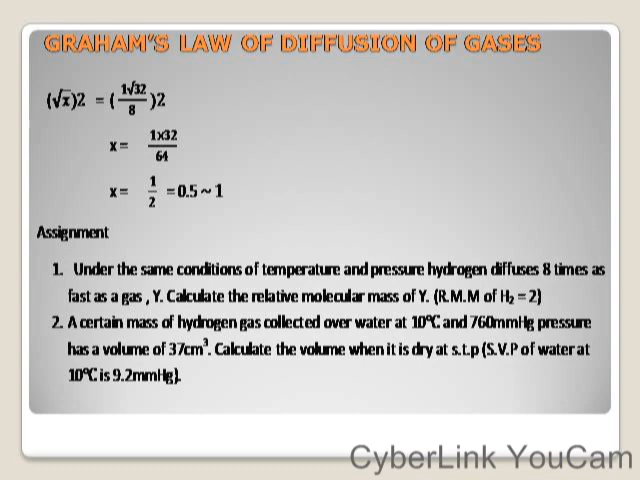 GRAHAM'S LAW OF DIFFUSION OF GASES
(√x)2 = (1√32/8)2
x = 1x32/64
x = 1/2 = 0.5 ~ 1
Assignment
1. Under the same conditions of temperature and pressure hydrogen diffuses 8 times as
fast as a gas , Y. Calculate the relative molecular mass of Y. (R.M.M of H₂ = 2)
2. A certain mass of hydrogen gas collected over water at 10⁰C and 760mmHg pressure
has a volume of 37cm³. Calculate the volume when it is dry at s.t.p (S.V.P of water at
10⁰C is 9.2mmHg).
CyberLink YouCam